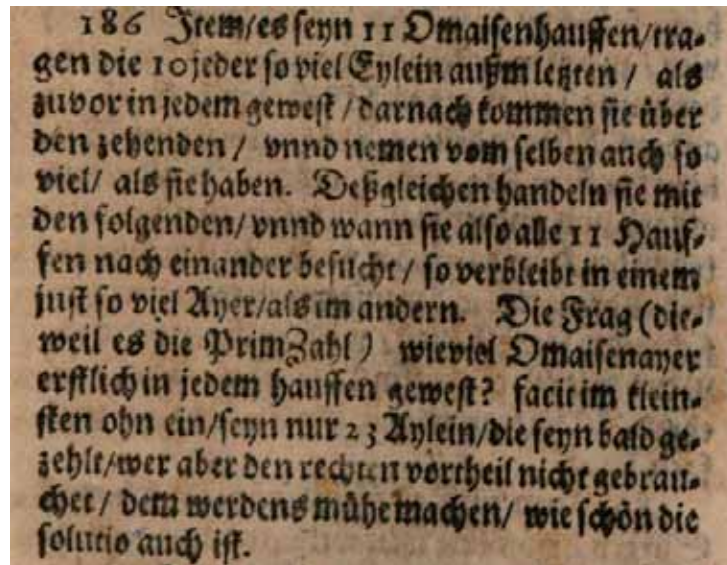 186 Item/es seyn 11 Omaisenhauffen/tra-
gen die 10 jeder so viel Eylein außm letzten / als
zuvor in jedem gewest / darnach kommen sie über
den zehenden / vnnd nemen vom selben auch so
viel/ als sie haben. Deßgleichen handeln sie mit
den folgenden/ vnnd wann sie also alle 11 Hauf-
fen nach einander besucht / so verbleibt in einem
just so viel Ayer/als im andern. Die Frag (die-
weil es die PrimZahl) wieviel Omaisenayer
erstlich in jedem hauffen gewest? facit im klein-
sten ohn ein/seyn nur 23 Aylein/die seyn bald ge-
zehlt/wer aber den rechten vortheil nicht gebrau-
chet / dem werdens mühe machen/ wie schön die
solutio auch ist.